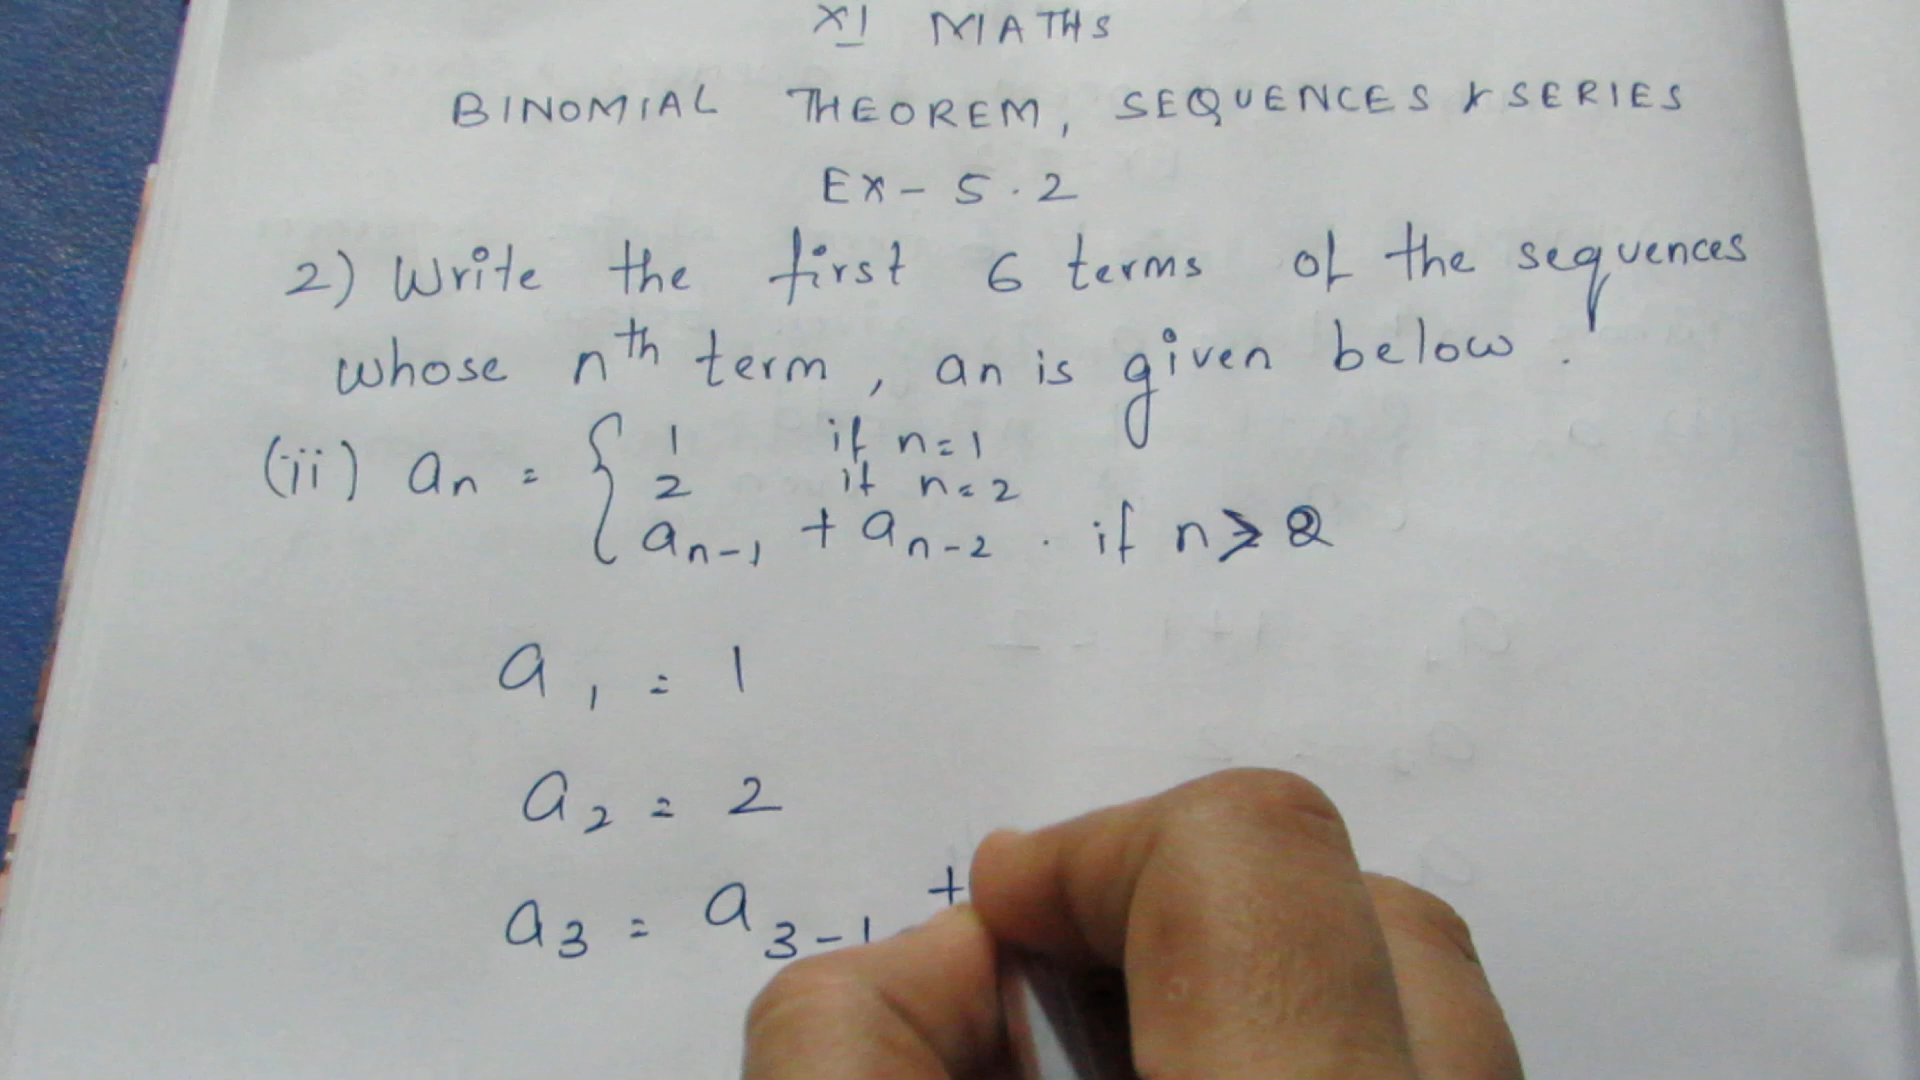 XI MATHS
BINOMIAL THEOREM, SEQUENCES & SERIES
EX - 5.2
2) Write the first 6 terms of the sequences
whose nth term, an is given below.
(ii) an = { 1 if n=1
2 if n=2
an-1 + an-2 . if n > 2
a1 = 1
a2 = 2
a3 = a3-1 +